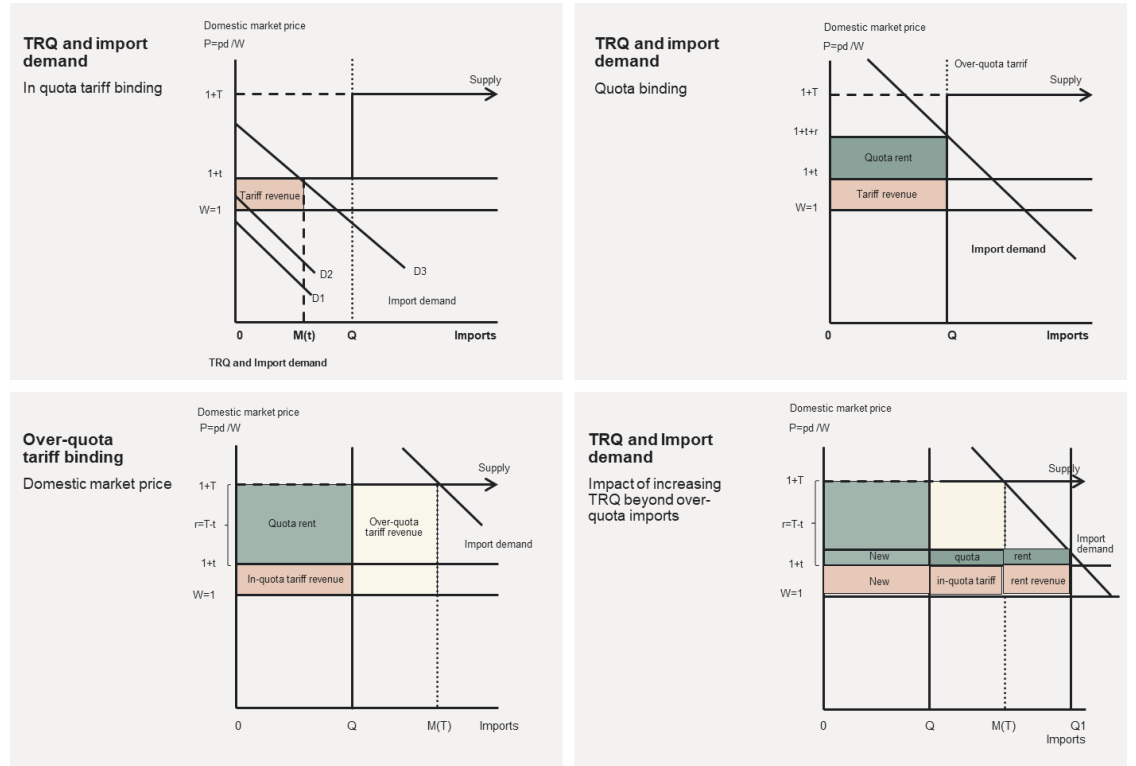 TRQ and import
demand
In quota tariff binding
Domestic market price
P=pd /W
1+T
Supply
1+t
Tariff revenue
W=1
D2
D1
D3
Import demand
0
M(t)
Q
Imports
TRQ and Import demand
TRQ and import
demand
Quota binding
Domestic market price
P=pd /W
Over-quota tarrif
Supply
1+T
1+t+r
Quota rent
1+t
Tariff revenue
W=1
Import demand
0
Q
Imports
Over-quota
tariff binding
Domestic market price
Domestic market price
P=pd /W
1+T
Supply
r=T-t
Quota rent
Over-quota
tariff revenue
Import demand
1+t
In-quota tariff revenue
W=1
0
Q
M(T)
Imports
TRQ and Import
demand
Impact of increasing
TRQ beyond over-
quota imports
Domestic market price
P=pd /W
1+T
Supply
r=T-t
Import
demand
New
quota
rent
1+t
New
in-quota tariff
rent revenue
W=1
0
Q
M(T)
Q1
Imports